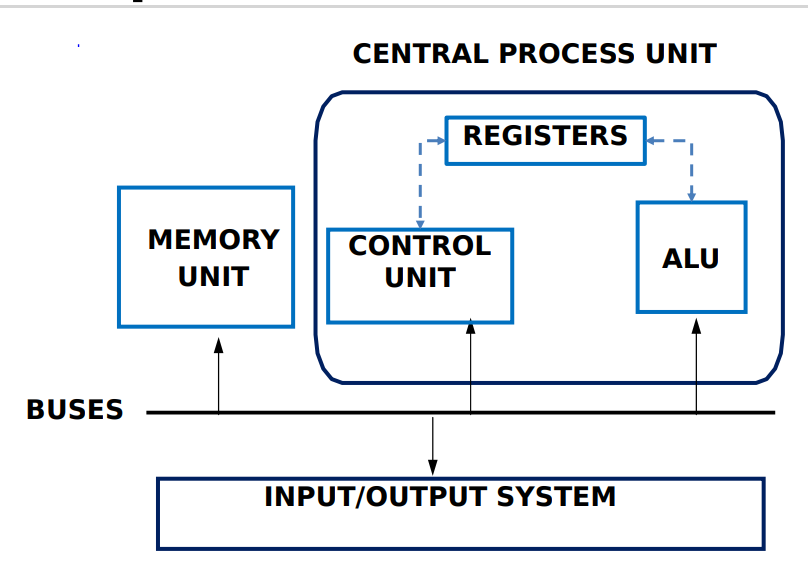 CENTRAL PROCESS UNIT
REGISTERS
MEMORY
UNIT
CONTROL
UNIT
ALU
BUSES
INPUT/OUTPUT SYSTEM